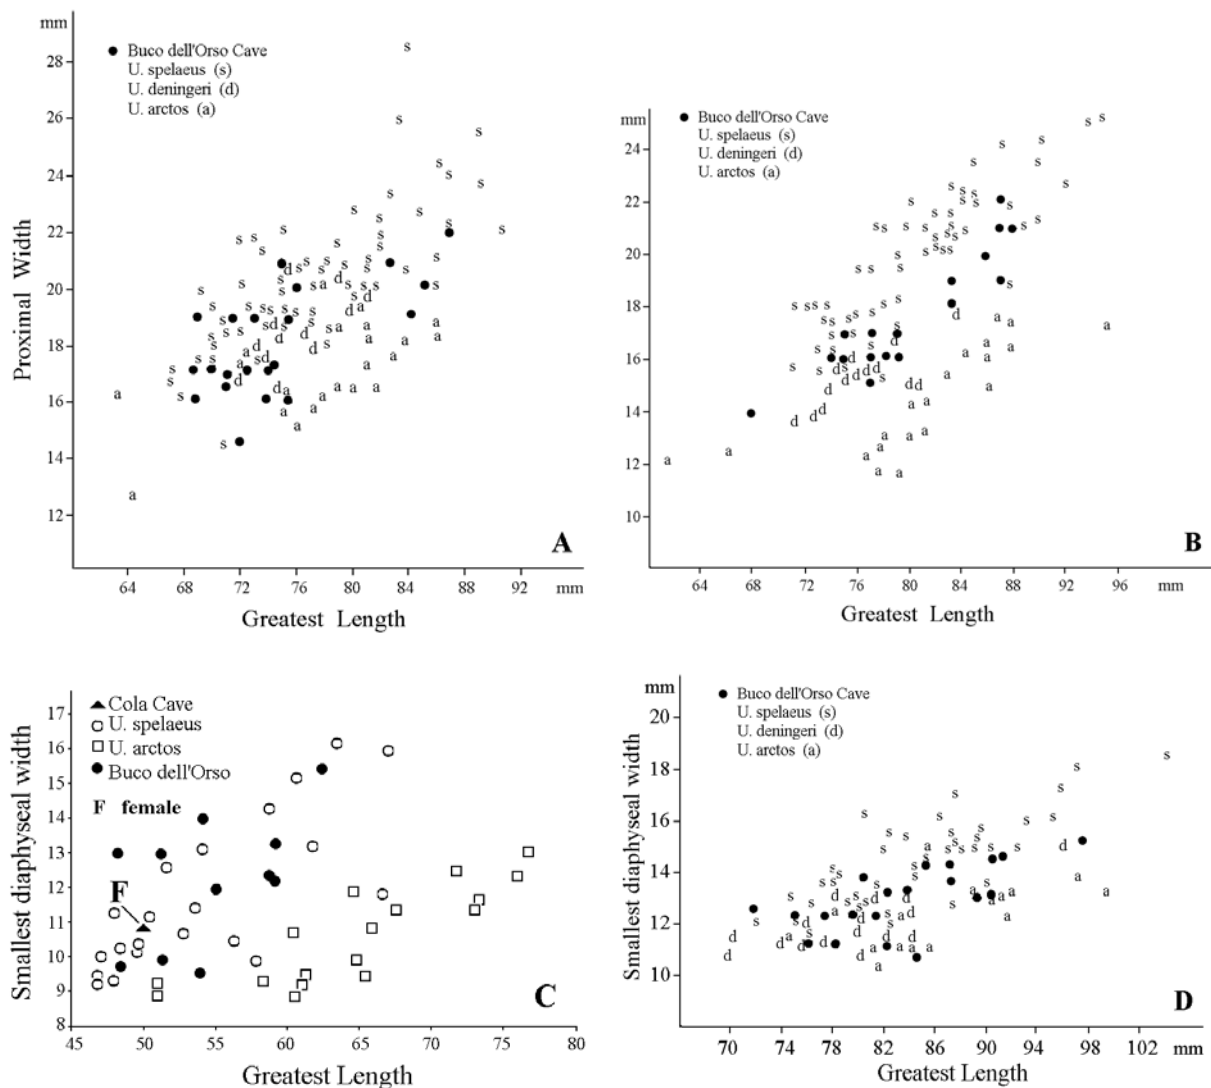 mm
28
26
24
22
20
18
16
14
12
Proximal Width
● Buco dell'Orso Cave
U. spelaeus (s)
U. deningeri (d)
U. arctos (a)
A
64 68 72 76 80 84 88 92 mm
Greatest Length
mm
24
22
20
18
16
14
12
10
● Buco dell'Orso Cave
U. spelaeus (s)
U. deningeri (d)
U. arctos (a)
B
64 68 72 76 80 84 88 92 96 mm
Greatest Length
17
16
15
14
13
12
11
10
9
8
Smallest diaphyseal width
▲ Cola Cave
○ U. spelaeus
□ U. arctos
● Buco dell'Orso
F female
F
C
45 50 55 60 65 70 75 80
Greatest Length
mm
20
18
16
14
12
10
Smallest diaphyseal width
● Buco dell'Orso Cave
U. spelaeus (s)
U. deningeri (d)
U. arctos (a)
D
70 74 78 82 86 90 94 98 102 mm
Greatest Length